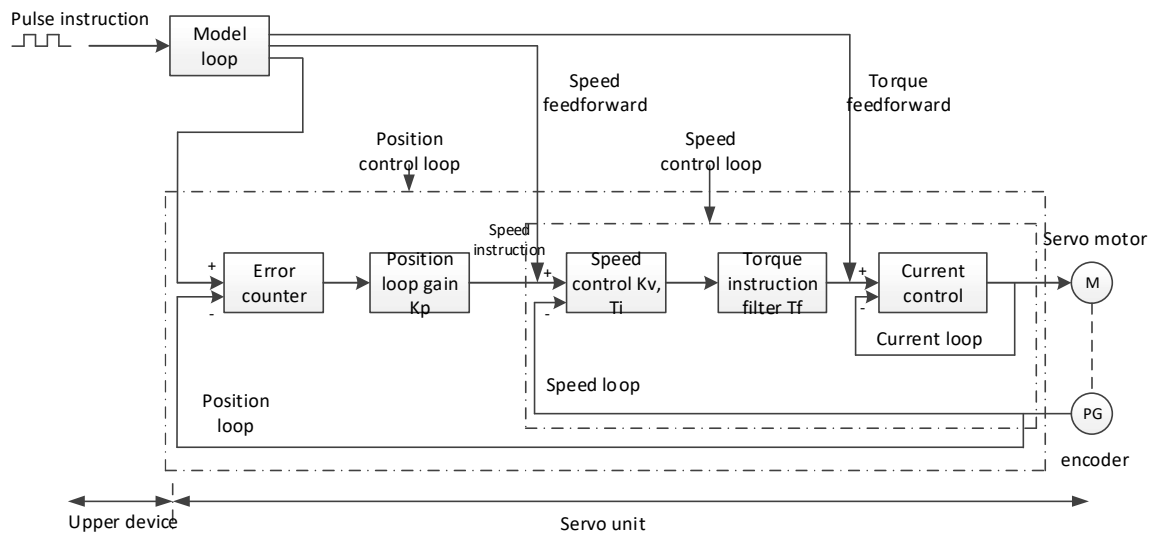 Pulse instruction
Model
loop
Speed
feedforward
Torque
feedforward
Position
control loop
Speed
control loop
Speed
instruction
Servo motor
+
-
Error
counter
Position
loop gain
Kp
+
-
Speed
control Kv,
Ti
Torque
instruction
filter Tf
+
-
Current
control
M
Current loop
Speed loop
Position
loop
PG
encoder
Upper device
Servo unit